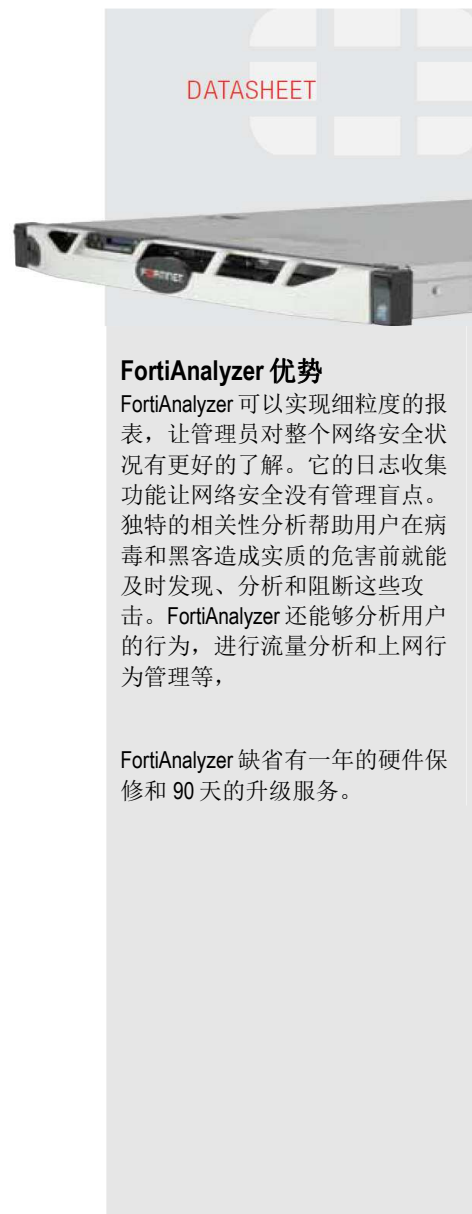 DATASHEET
FORTINET
FortiAnalyzer 优势
FortiAnalyzer 可以实现细粒度的报
表，让管理员对整个网络安全状
况有更好的了解。它的日志收集
功能让网络安全没有管理盲点。
独特的相关性分析帮助用户在病
毒和黑客造成实质的危害前就能
及时发现、分析和阻断这些攻
击。FortiAnalyzer 还能够分析用户
的行为，进行流量分析和上网行
为管理等，
FortiAnalyzer 缺省有一年的硬件保
修和 90 天的升级服务。